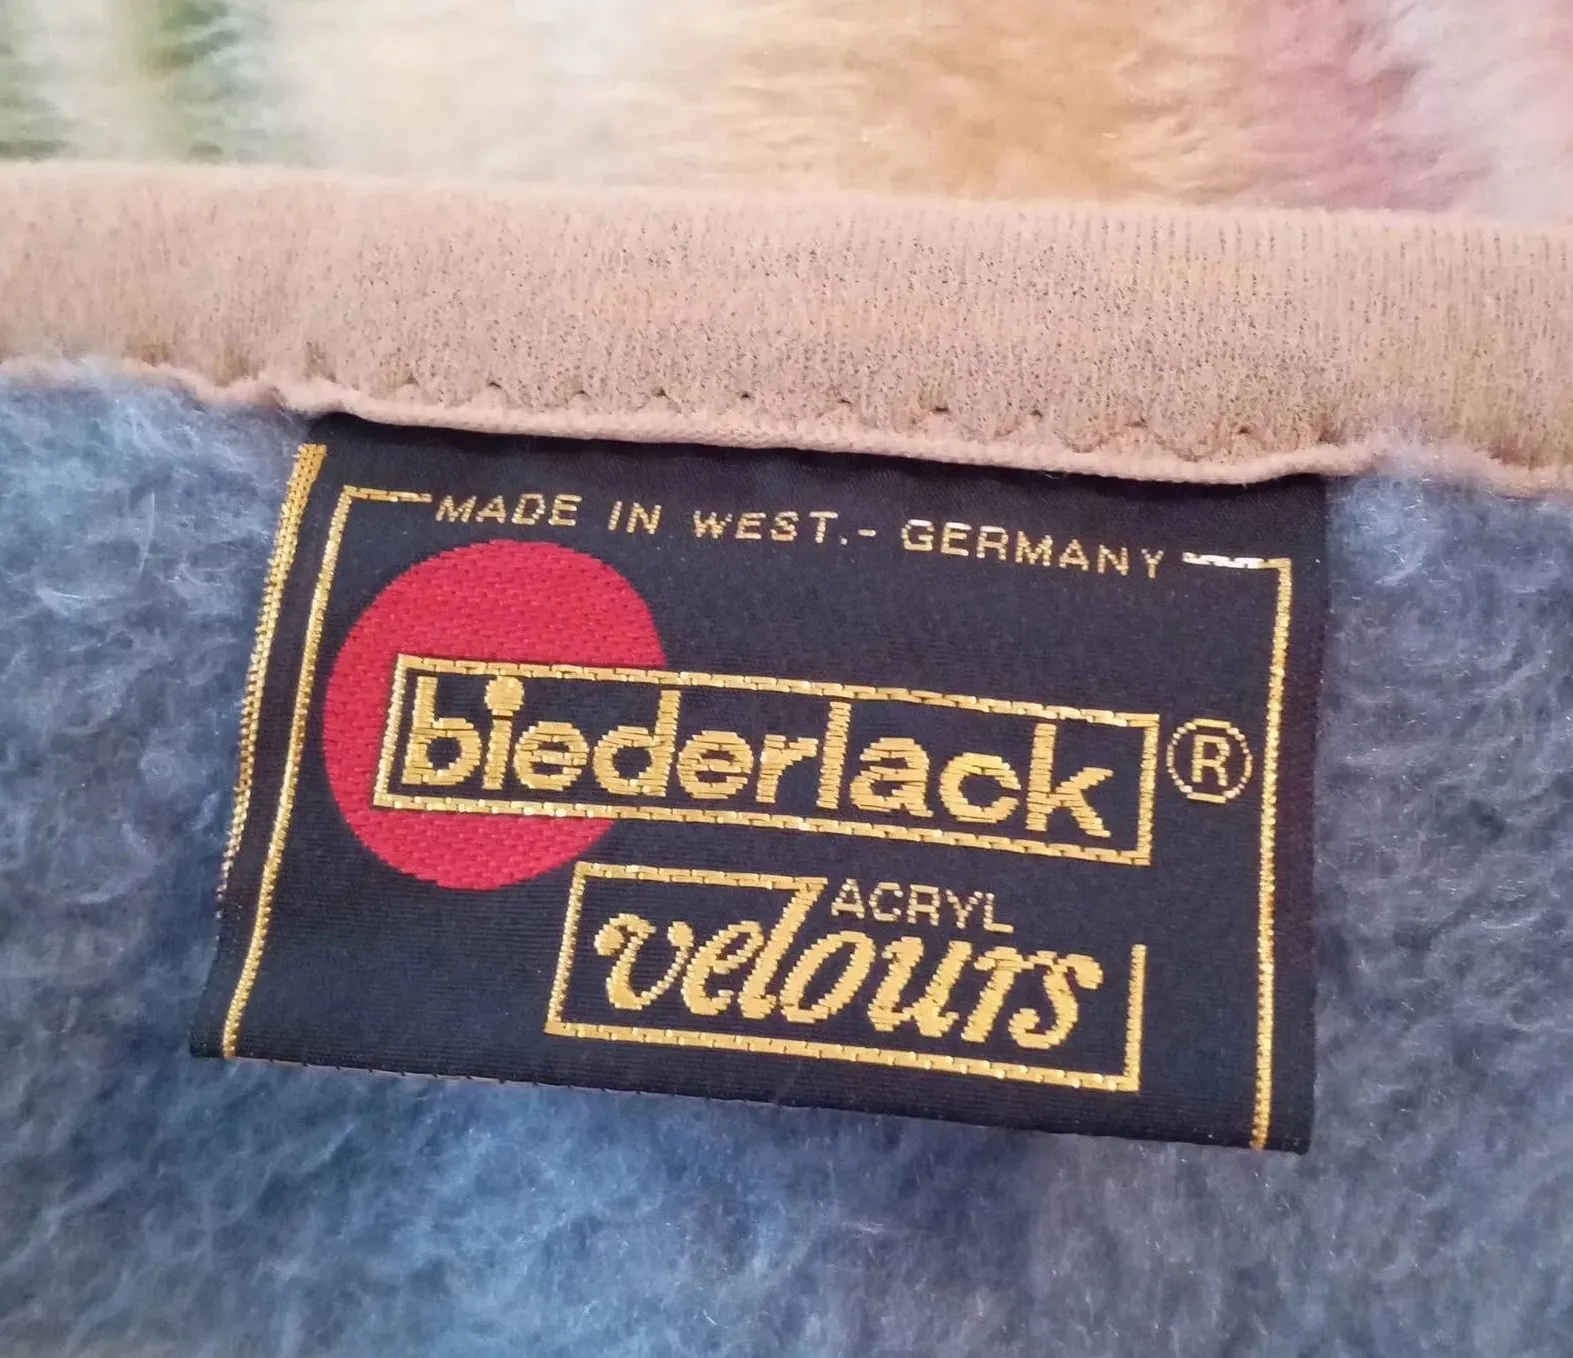 MADE IN WEST.- GERMANY
biederlack ®
ACRYL
velours